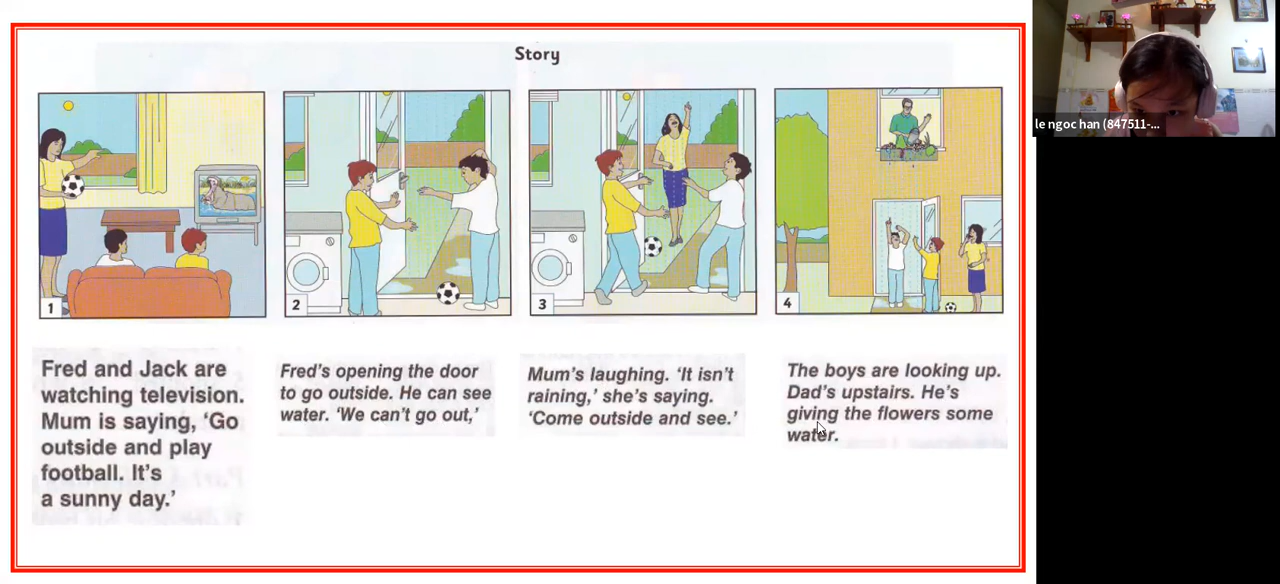 Story
1
2
3
4
Fred and Jack are
watching television.
Mum is saying, ‘Go
outside and play
football. It’s
a sunny day.’
Fred’s opening the door
to go outside. He can see
water. ‘We can’t go out,’
Mum’s laughing. ‘It isn’t
raining,’ she’s saying.
‘Come outside and see.’
The boys are looking up.
Dad’s upstairs. He’s
giving the flowers some
water.
le ngoc han (847511-...